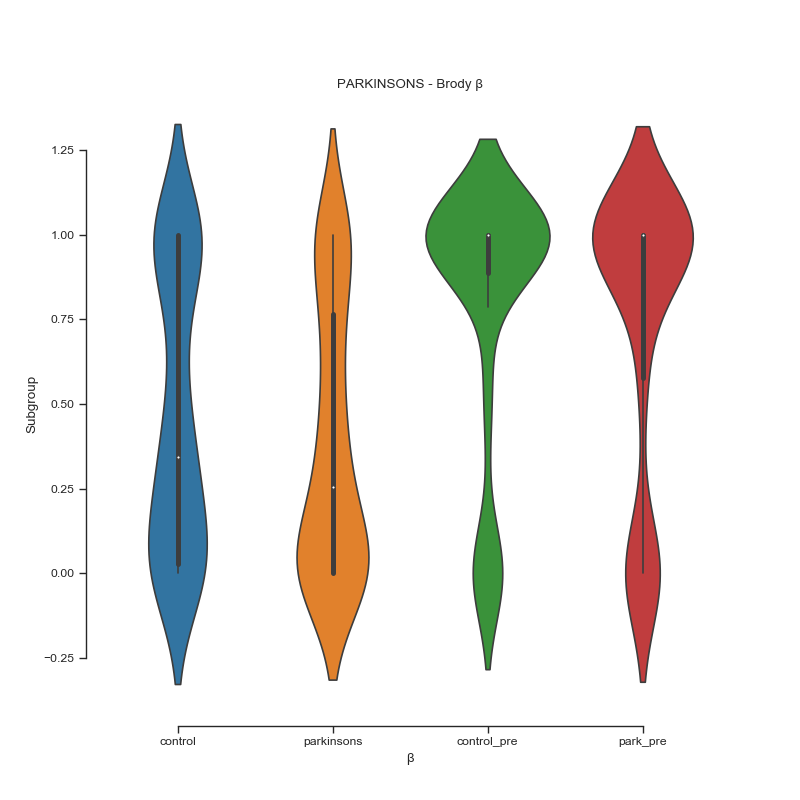 PARKINSONS - Brody β
1.25
1.00
0.75
0.50
0.25
0.00
−0.25
Subgroup
control
parkinsons
control_pre
park_pre
β